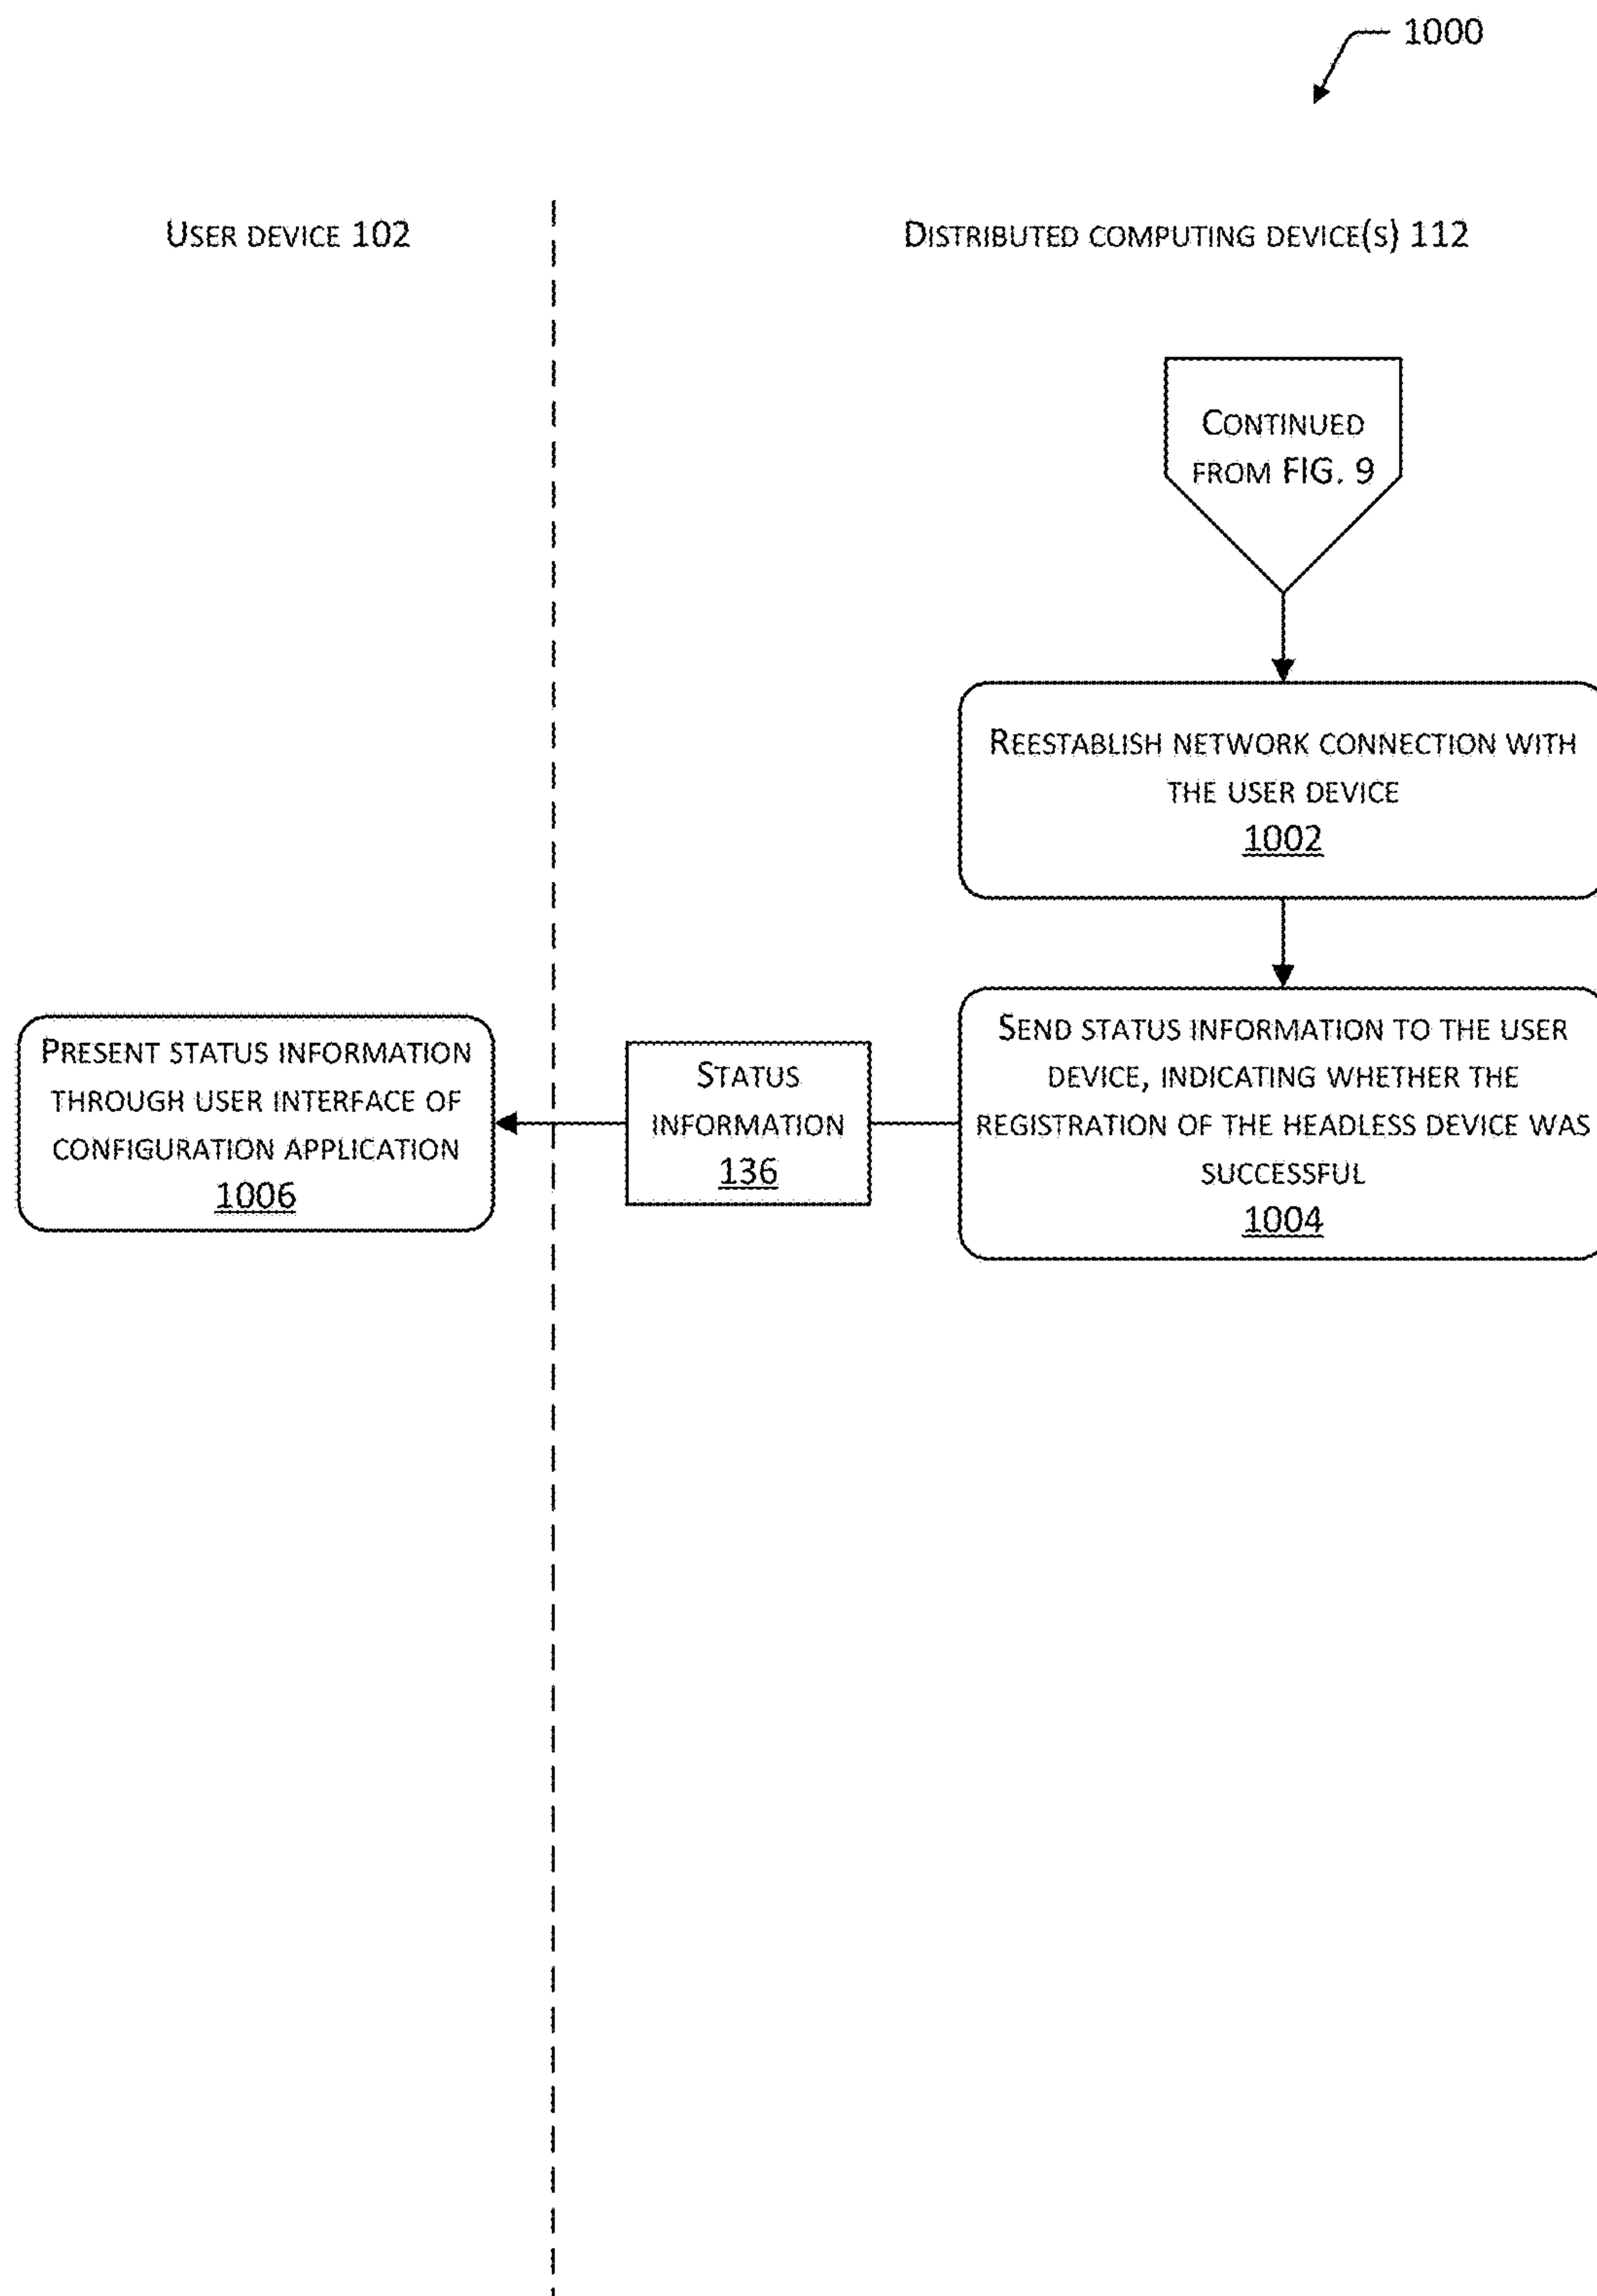 1000
USER DEVICE 102
DISTRIBUTED COMPUTING DEVICE(S) 112
CONTINUED
FROM FIG. 9
REESTABLISH NETWORK CONNECTION WITH
THE USER DEVICE
1002
SEND STATUS INFORMATION TO THE USER
DEVICE, INDICATING WHETHER THE
REGISTRATION OF THE HEADLESS DEVICE WAS
SUCCESSFUL
1004
STATUS
INFORMATION
136
PRESENT STATUS INFORMATION
THROUGH USER INTERFACE OF
CONFIGURATION APPLICATION
1006